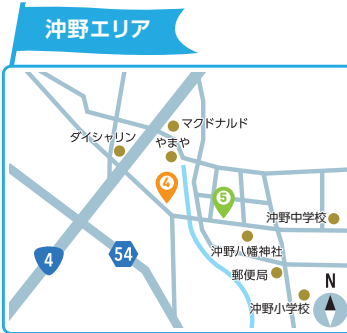 沖野エリア
マクドナルド
ダイシャリン
やまや
4
5
沖野中学校
沖野八幡神社
4
54
郵便局
N
沖野小学校